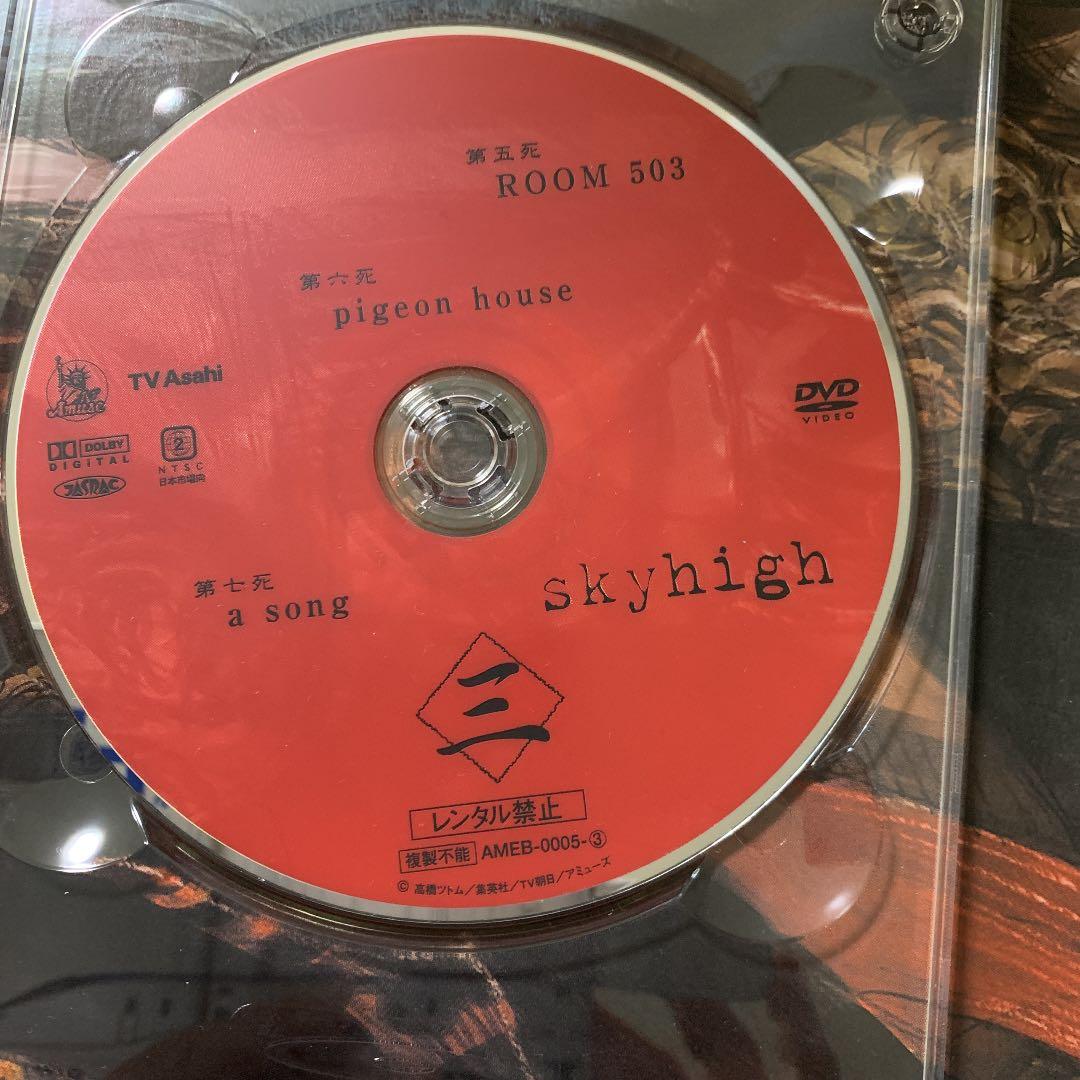 第五死
ROOM 503
第六死
pigeon house
Amuse
TV Asahi
DVD
VIDEO
DOLBY
DIGITAL
2
NTSC
日本市場向
JASRAC
第七死
a song
skyhigh
三
レンタル禁止
複製不能 AMEB-0005-③
© 高橋ツトム/集英社/TV朝日/アミューズ